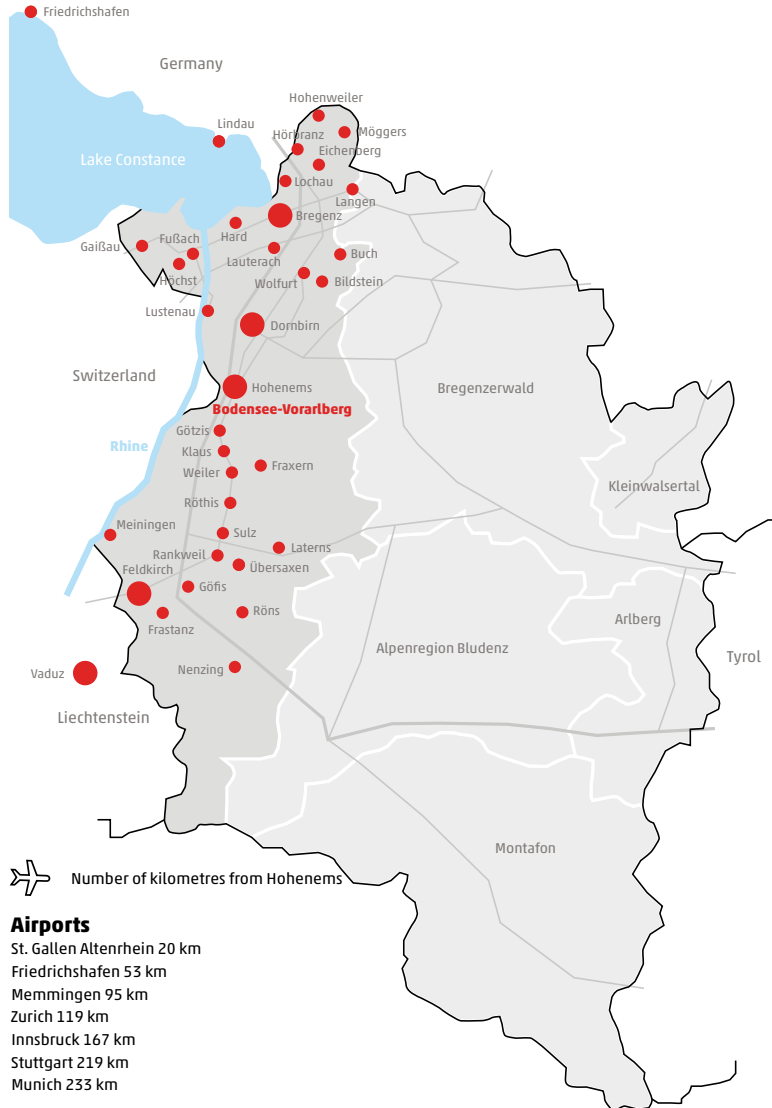 Friedrichshafen
Germany
Hohenweiler
Lindau
Hörbranz
Möggers
Eichenberg
Lake Constance
Lochau
Langen
Bregenz
Hard
Fußach
Gaißau
Lauterach
Buch
Höchst
Wolfurt
Bildstein
Lustenau
Dornbirn
Switzerland
Hohenems
Bregenzerwald
Bodensee-Vorarlberg
Götzis
Rhine
Klaus
Weiler
Fraxern
Kleinwalsertal
Röthis
Meiningen
Sulz
Rankweil
Laterns
Feldkirch
Übersaxen
Göfis
Röns
Arlberg
Frastanz
Alpenregion Bludenz
Tyrol
Nenzing
Vaduz
Liechtenstein
Montafon
Number of kilometres from Hohenems
Airports
St. Gallen Altenrhein 20 km
Friedrichshafen 53 km
Memmingen 95 km
Zurich 119 km
Innsbruck 167 km
Stuttgart 219 km
Munich 233 km